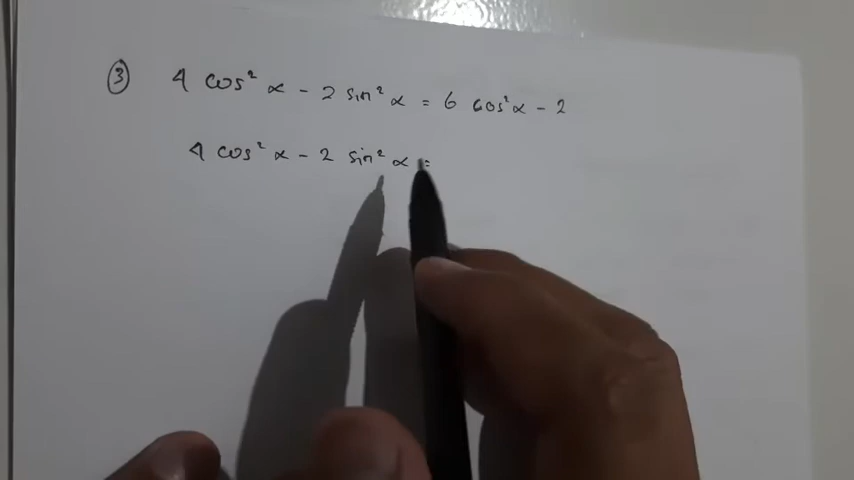 ③ 4 cos² α - 2 sin² α = 6 cos² α - 2
4 cos² α - 2 sin² α =